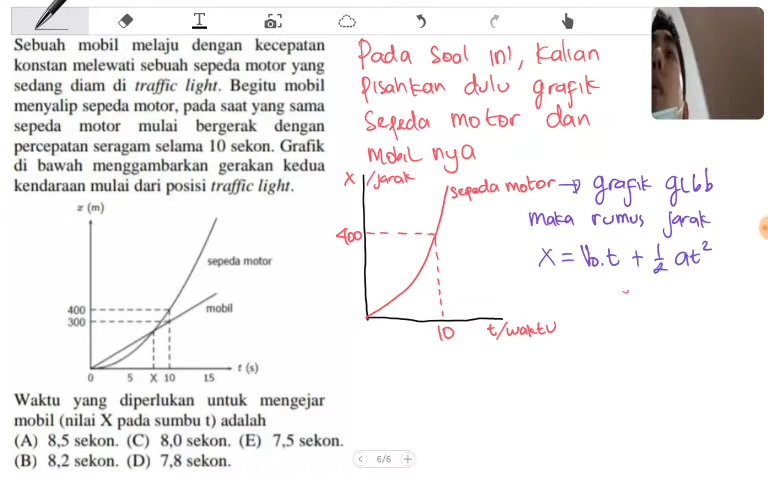 Sebuah mobil melaju dengan kecepatan
konstan melewati sebuah sepeda motor yang
sedang diam di traffic light. Begitu mobil
menyalip sepeda motor, pada saat yang sama
sepeda motor mulai bergerak dengan
percepatan seragam selama 10 sekon. Grafik
di bawah menggambarkan gerakan kedua
kendaraan mulai dari posisi traffic light.
x (m)
sepeda motor
mobil
400
300
0 5 X 10 15 t (s)
Waktu yang diperlukan untuk mengejar
mobil (nilai X pada sumbu t) adalah
(A) 8,5 sekon. (C) 8,0 sekon. (E) 7,5 sekon.
(B) 8,2 sekon. (D) 7,8 sekon.
Pada Soal ini, Kalian
Pisahkan dulu grafik
Sepeda motor dan
mobil nya
X /Jarak
sepeda motor → grafik glbb
maka rumus Jarak
X = V₀.t + ½ at²
400
10 t/waktu
6/6
T